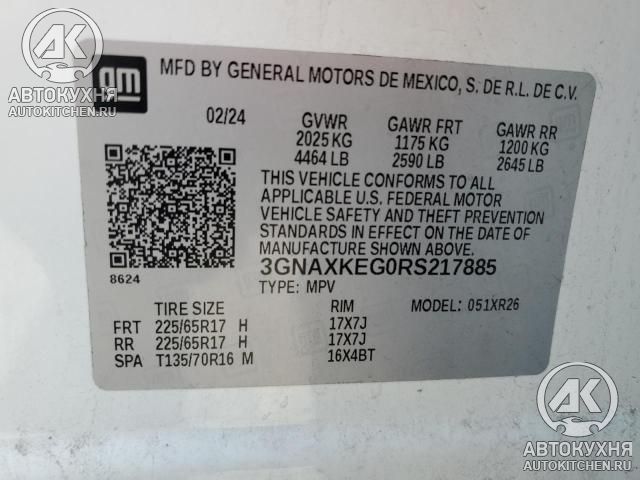 АК
АВТОКУХНЯ
AUTOKITCHEN.RU
gm
MFD BY GENERAL MOTORS DE MEXICO, S. DE R.L. DE C.V.
02/24 GVWR GAWR FRT GAWR RR
2025 KG 1175 KG 1200 KG
4464 LB 2590 LB 2645 LB
THIS VEHICLE CONFORMS TO ALL
APPLICABLE U.S. FEDERAL MOTOR
VEHICLE SAFETY AND THEFT PREVENTION
STANDARDS IN EFFECT ON THE DATE OF
MANUFACTURE SHOWN ABOVE.
8624 3GNAXKEG0RS217885
TYPE: MPV MODEL: 051XR26
TIRE SIZE RIM
FRT 225/65R17 H 17X7J
RR 225/65R17 H 17X7J
SPA T135/70R16 M 16X4BT
АК
АВТОКУХНЯ
AUTOKITCHEN.RU